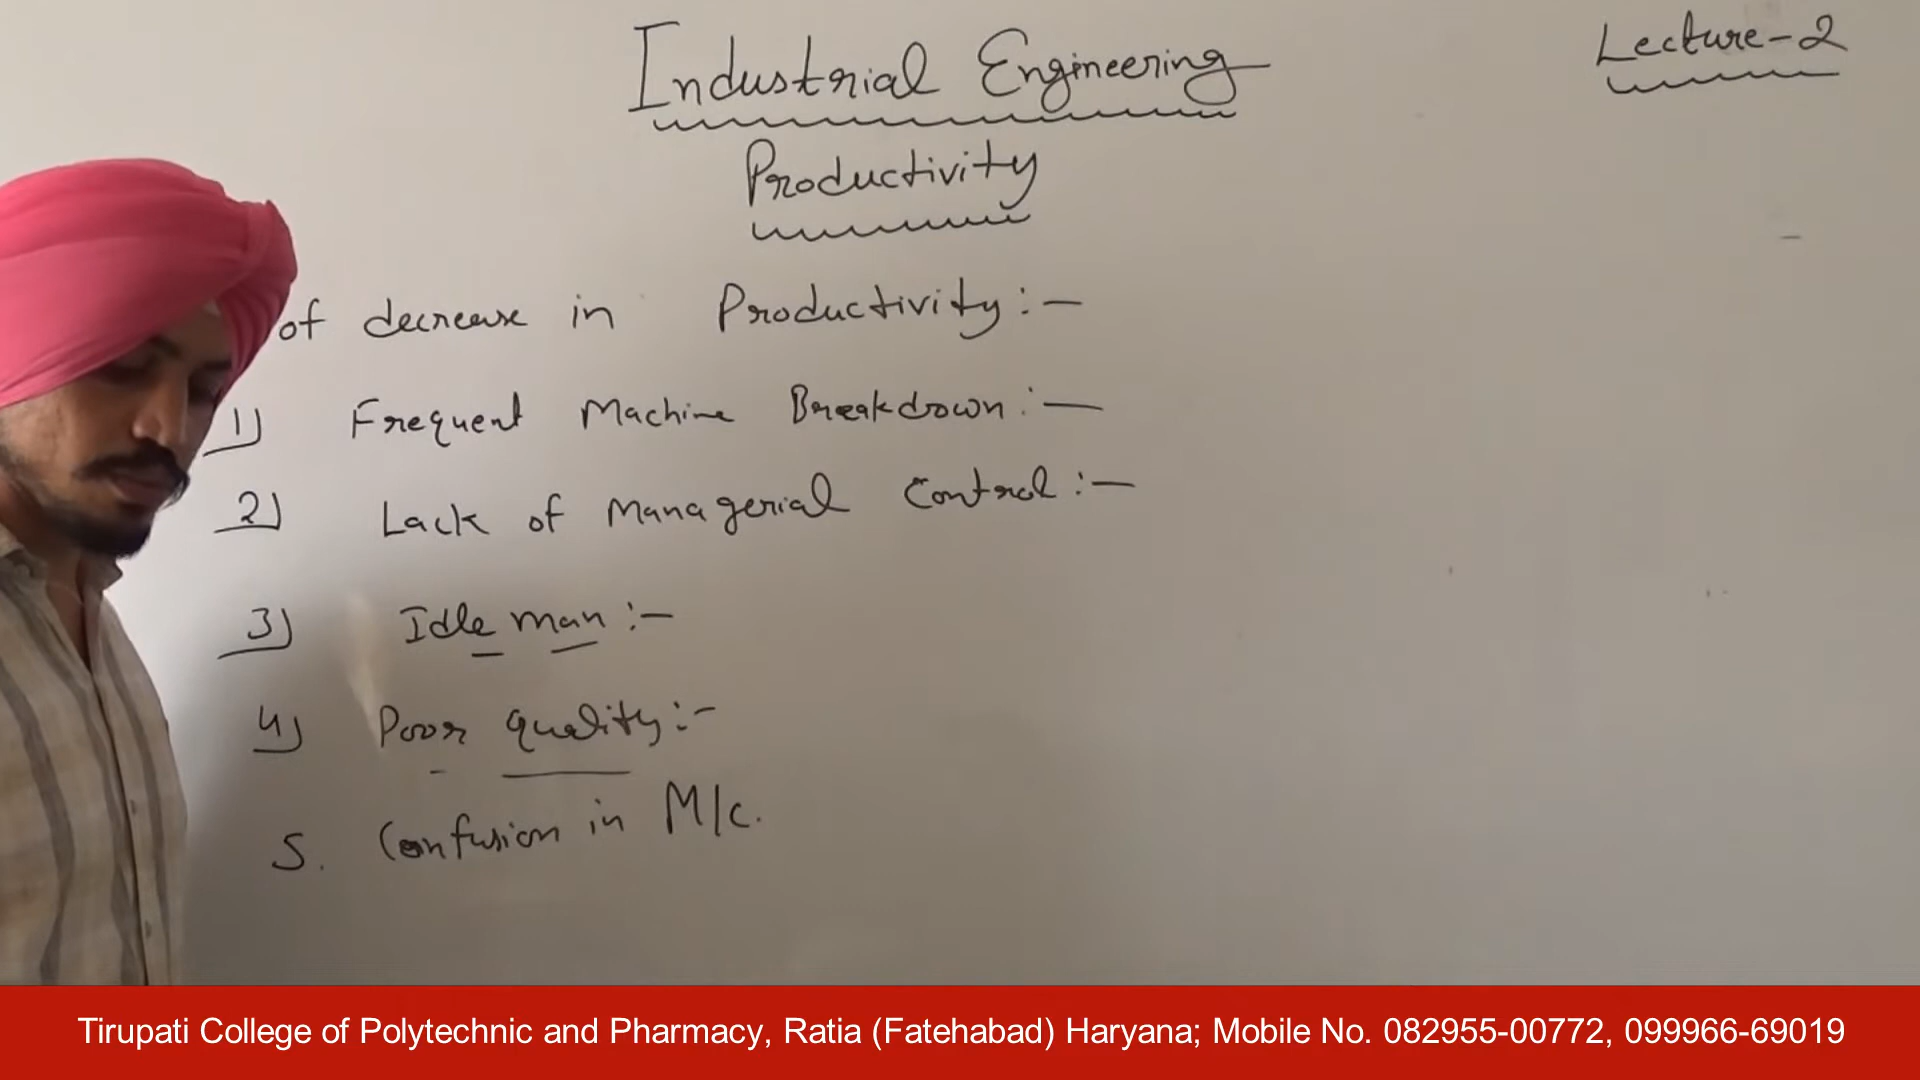 Industrial Engineering
Lecture-2
Productivity
of decrease in Productivity:-
1) Frequent Machine Breakdown:-
2) Lack of Managerial Control:-
3) Idle man:-
4) Poor quality:-
5. Confusion in M/c.
Tirupati College of Polytechnic and Pharmacy, Ratia (Fatehabad) Haryana; Mobile No. 082955-00772, 099966-69019